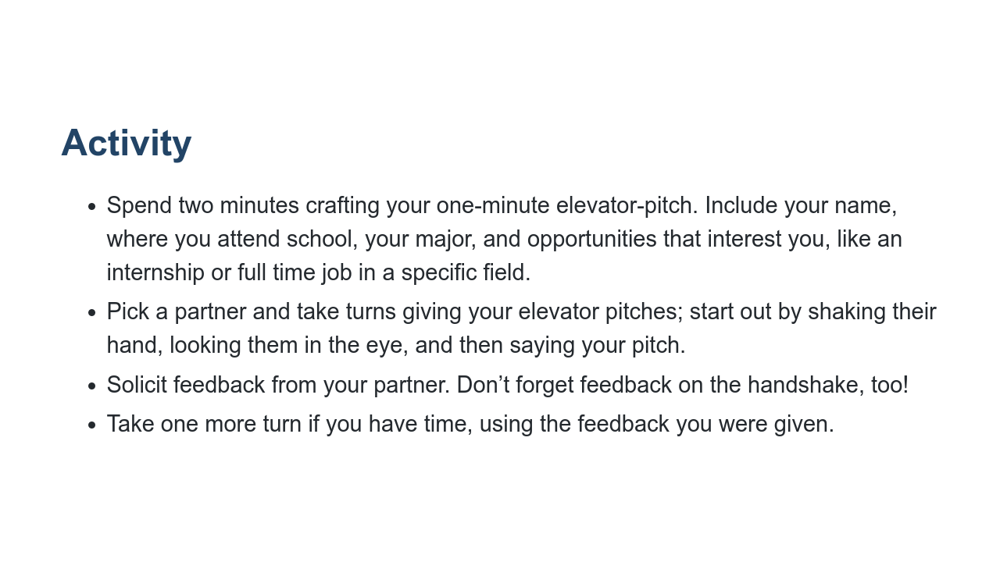 Activity
• Spend two minutes crafting your one-minute elevator-pitch. Include your name,
where you attend school, your major, and opportunities that interest you, like an
internship or full time job in a specific field.
• Pick a partner and take turns giving your elevator pitches; start out by shaking their
hand, looking them in the eye, and then saying your pitch.
• Solicit feedback from your partner. Don’t forget feedback on the handshake, too!
• Take one more turn if you have time, using the feedback you were given.